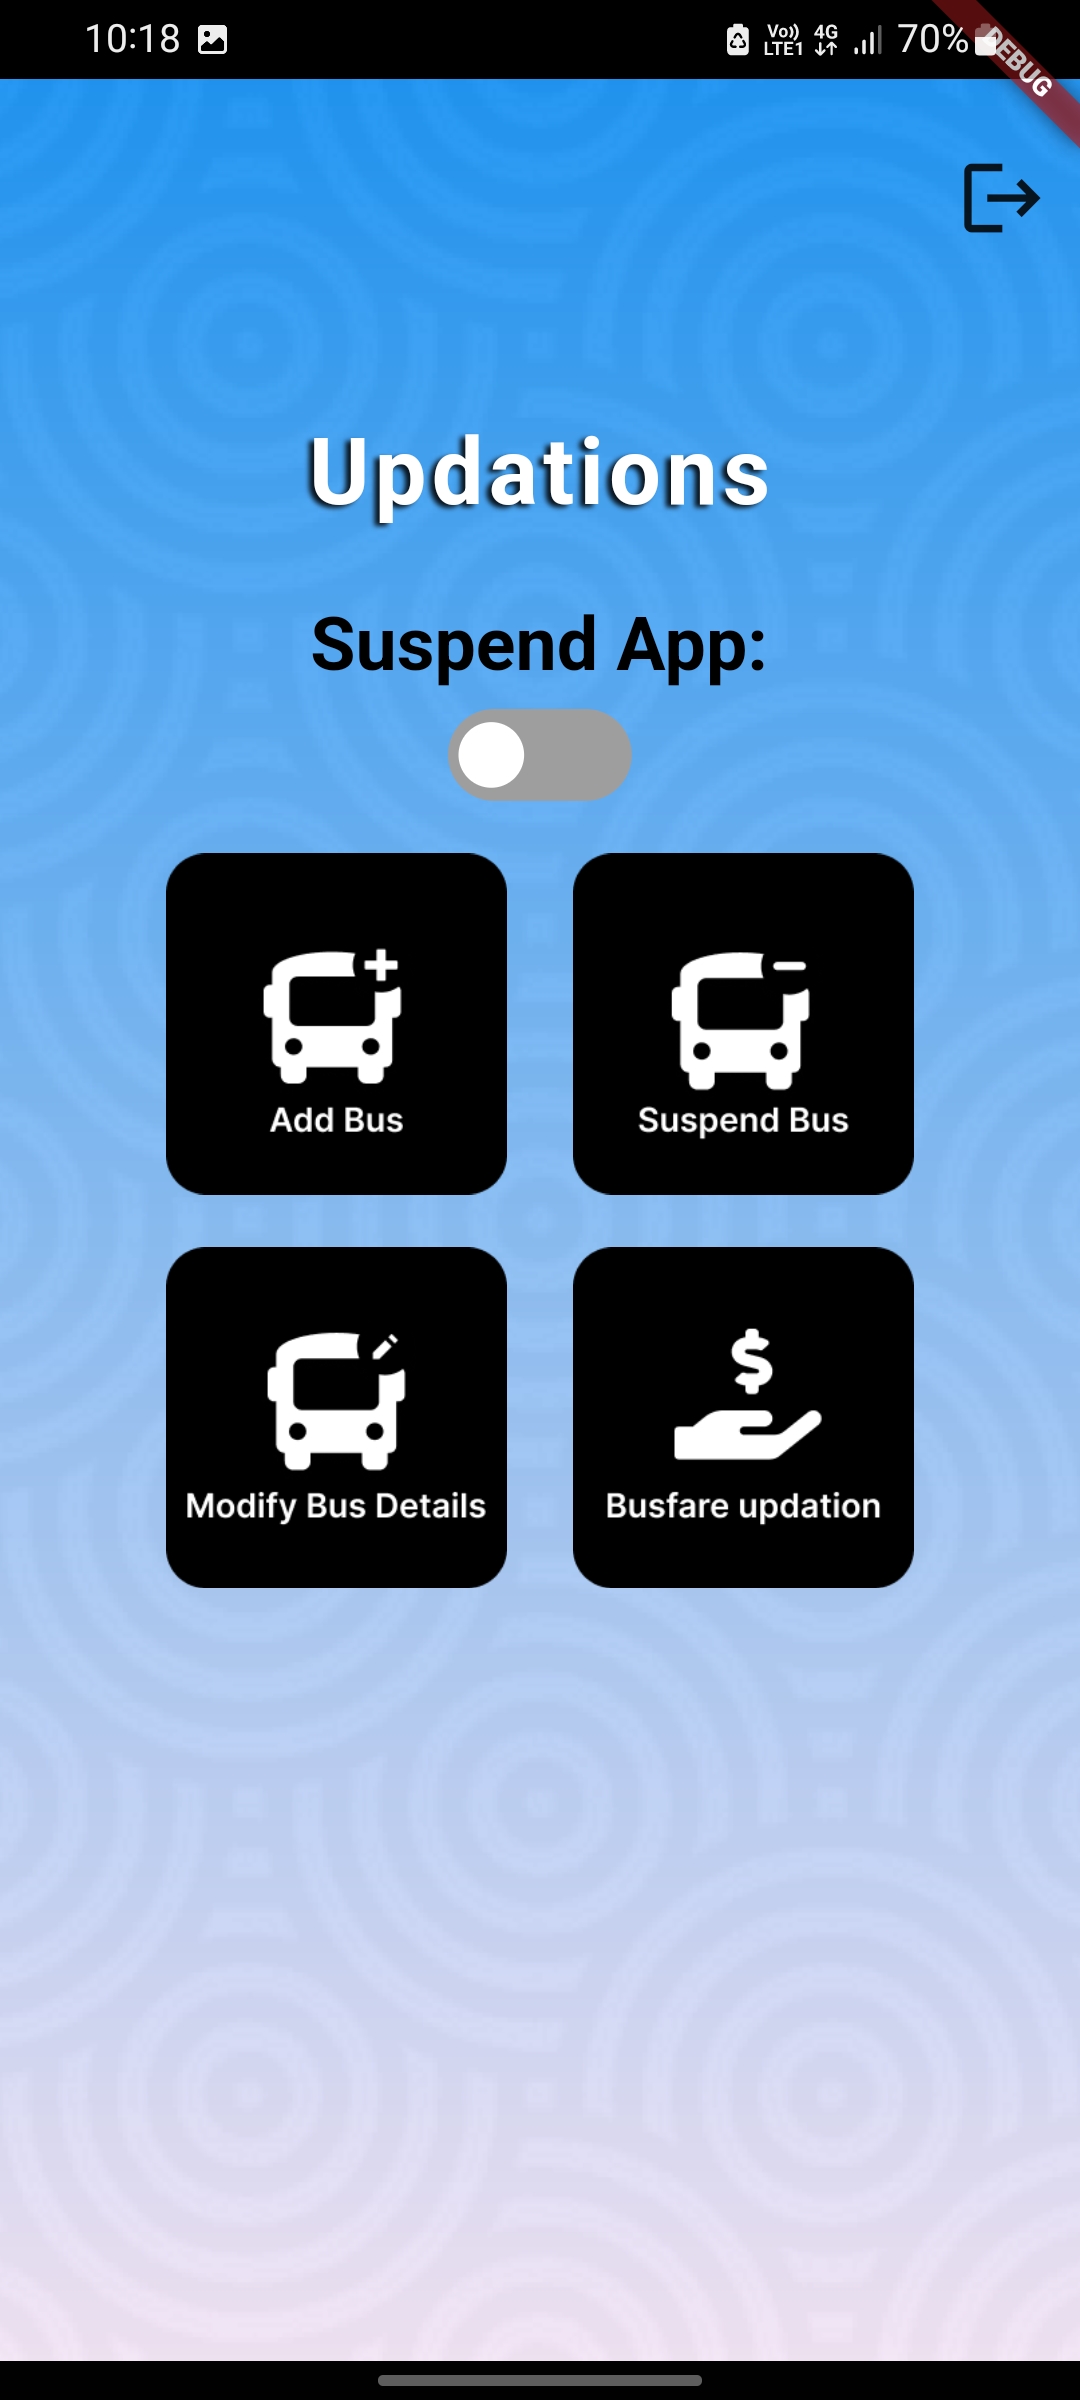 10:18 Vo)) 4G 70%
LTE1
DEBUG
Updations
Suspend App:
Add Bus Suspend Bus
Modify Bus Details Busfare updation